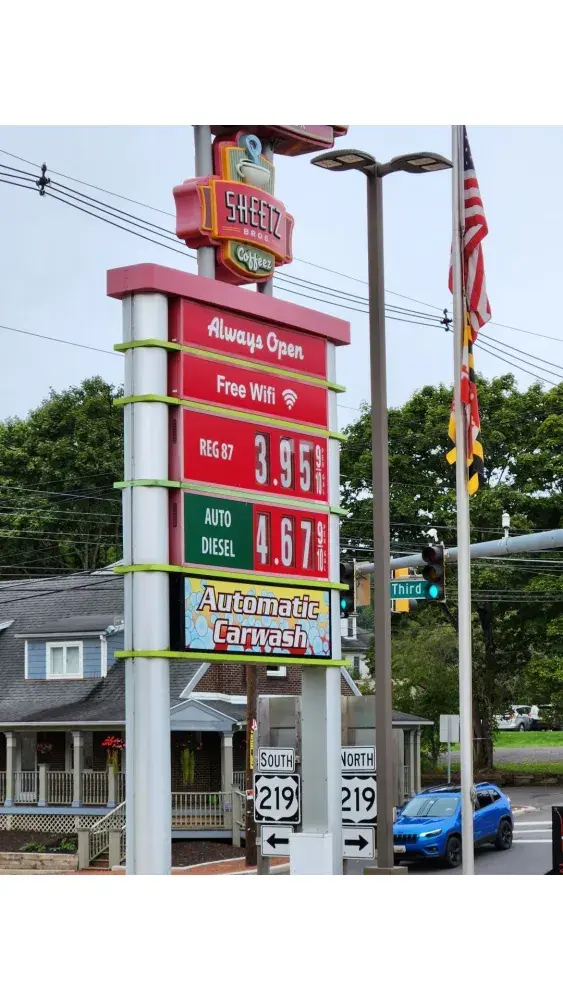 SHEETZ
BROS
Coffeez
Always Open
Free Wifi
REG 87
3.95 9/10
AUTO
DIESEL
4.67 9/10
Automatic
Carwash
Third
SOUTH
219
NORTH
219